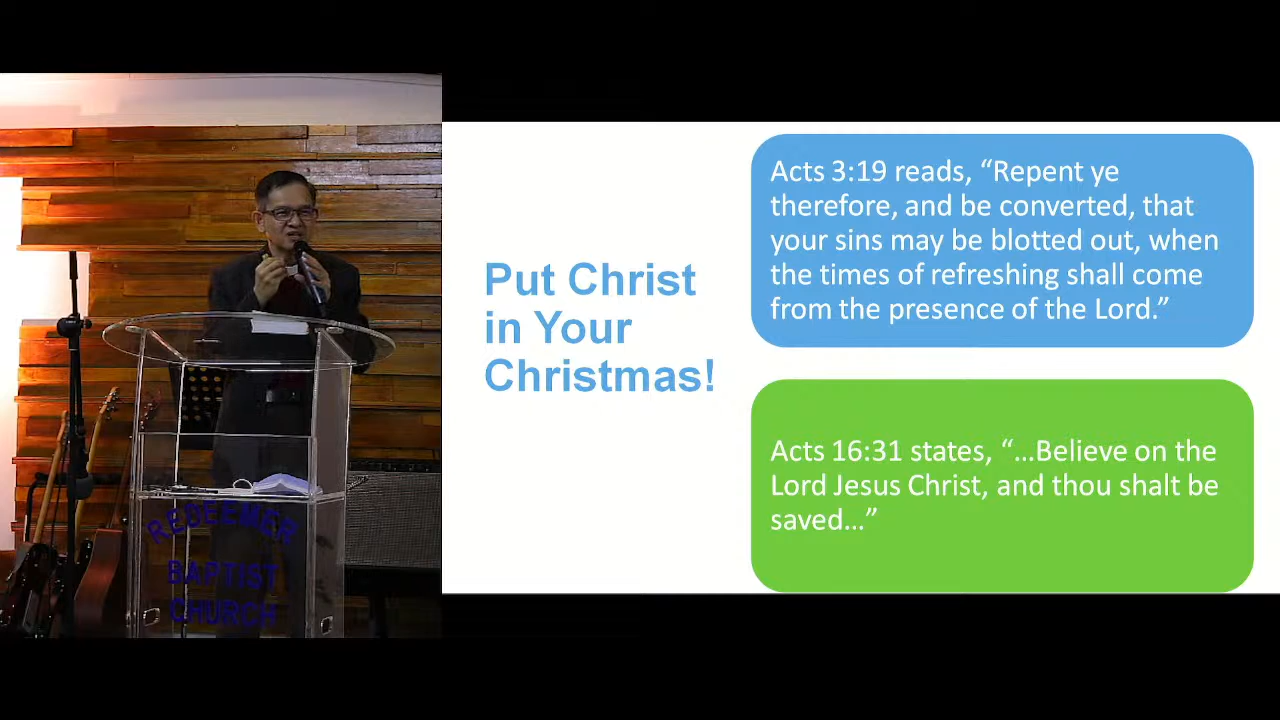 Put Christ
in Your
Christmas!
Acts 3:19 reads, “Repent ye
therefore, and be converted, that
your sins may be blotted out, when
the times of refreshing shall come
from the presence of the Lord.”
Acts 16:31 states, “…Believe on the
Lord Jesus Christ, and thou shalt be
saved…”
REDEEMER
BAPTIST
CHURCH